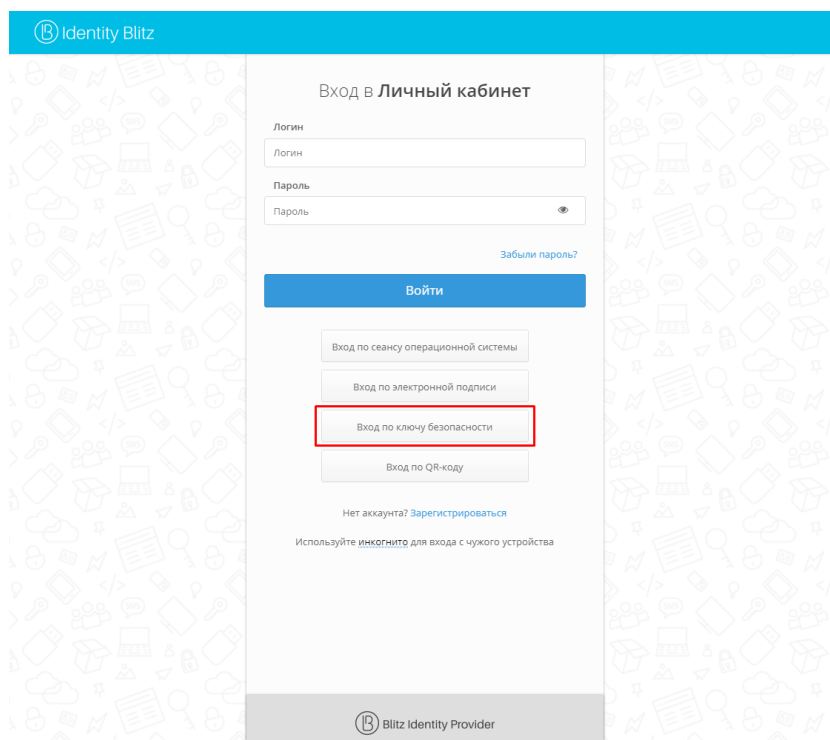 Identity Blitz
Вход в Личный кабинет
Логин
Логин
Пароль
Пароль
Забыли пароль?
Войти
Вход по сеансу операционной системы
Вход по электронной подписи
Вход по ключу безопасности
Вход по QR-коду
Нет аккаунта? Зарегистрироваться
Используйте инкогнито для входа с чужого устройства
Blitz Identity Provider